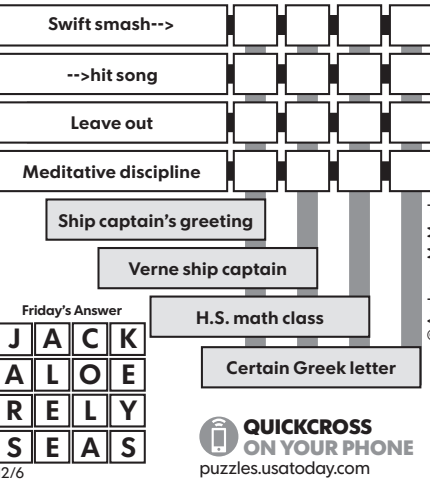 Swift smash-->
-->hit song
Leave out
Meditative discipline
Ship captain's greeting
Verne ship captain
H.S. math class
Certain Greek letter
Friday's Answer
J A C K
A L O E
R E L Y
S E A S
2/6
QUICKCROSS
ON YOUR PHONE
puzzles.usatoday.com